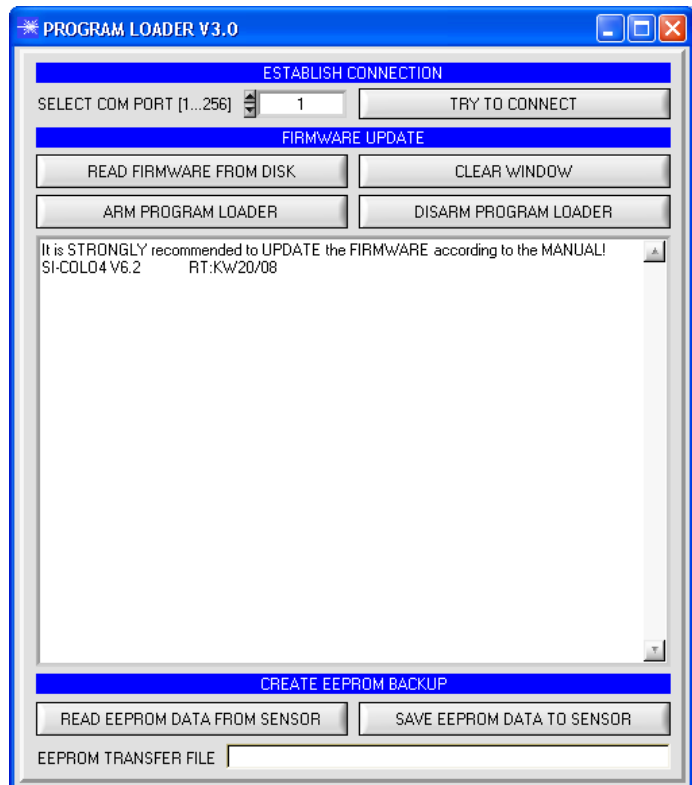 PROGRAM LOADER V3.0
ESTABLISH CONNECTION
SELECT COM PORT [1...256] 1 TRY TO CONNECT
FIRMWARE UPDATE
READ FIRMWARE FROM DISK CLEAR WINDOW
ARM PROGRAM LOADER DISARM PROGRAM LOADER
It is STRONGLY recommended to UPDATE the FIRMWARE according to the MANUAL!
SI-COLO4 V6.2 RT:KW20/08
CREATE EEPROM BACKUP
READ EEPROM DATA FROM SENSOR SAVE EEPROM DATA TO SENSOR
EEPROM TRANSFER FILE